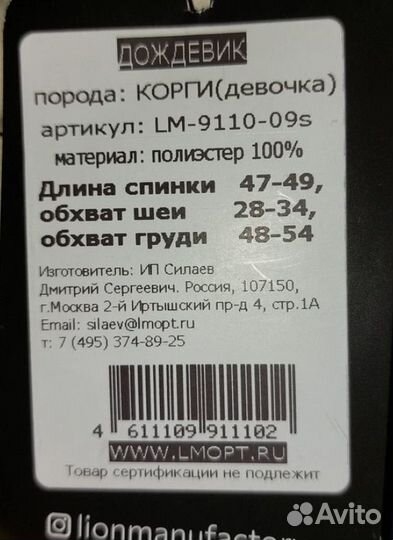 ДОЖДЕВИК
порода: КОРГИ(девочка)
артикул: LM-9110-09s
материал: полиэстер 100%
Длина спинки 47-49,
обхват шеи 28-34,
обхват груди 48-54
Изготовитель: ИП Силаев
Дмитрий Сергеевич. Россия, 107150,
г.Москва 2-й Иртышский пр-д 4, стр.1А
Email: silaev@lmopt.ru
т: 7 (495) 374-89-25
4 611109 911102
WWW.LMOPT.RU
Товар сертификации не подлежит
lionmanufactor
Avito